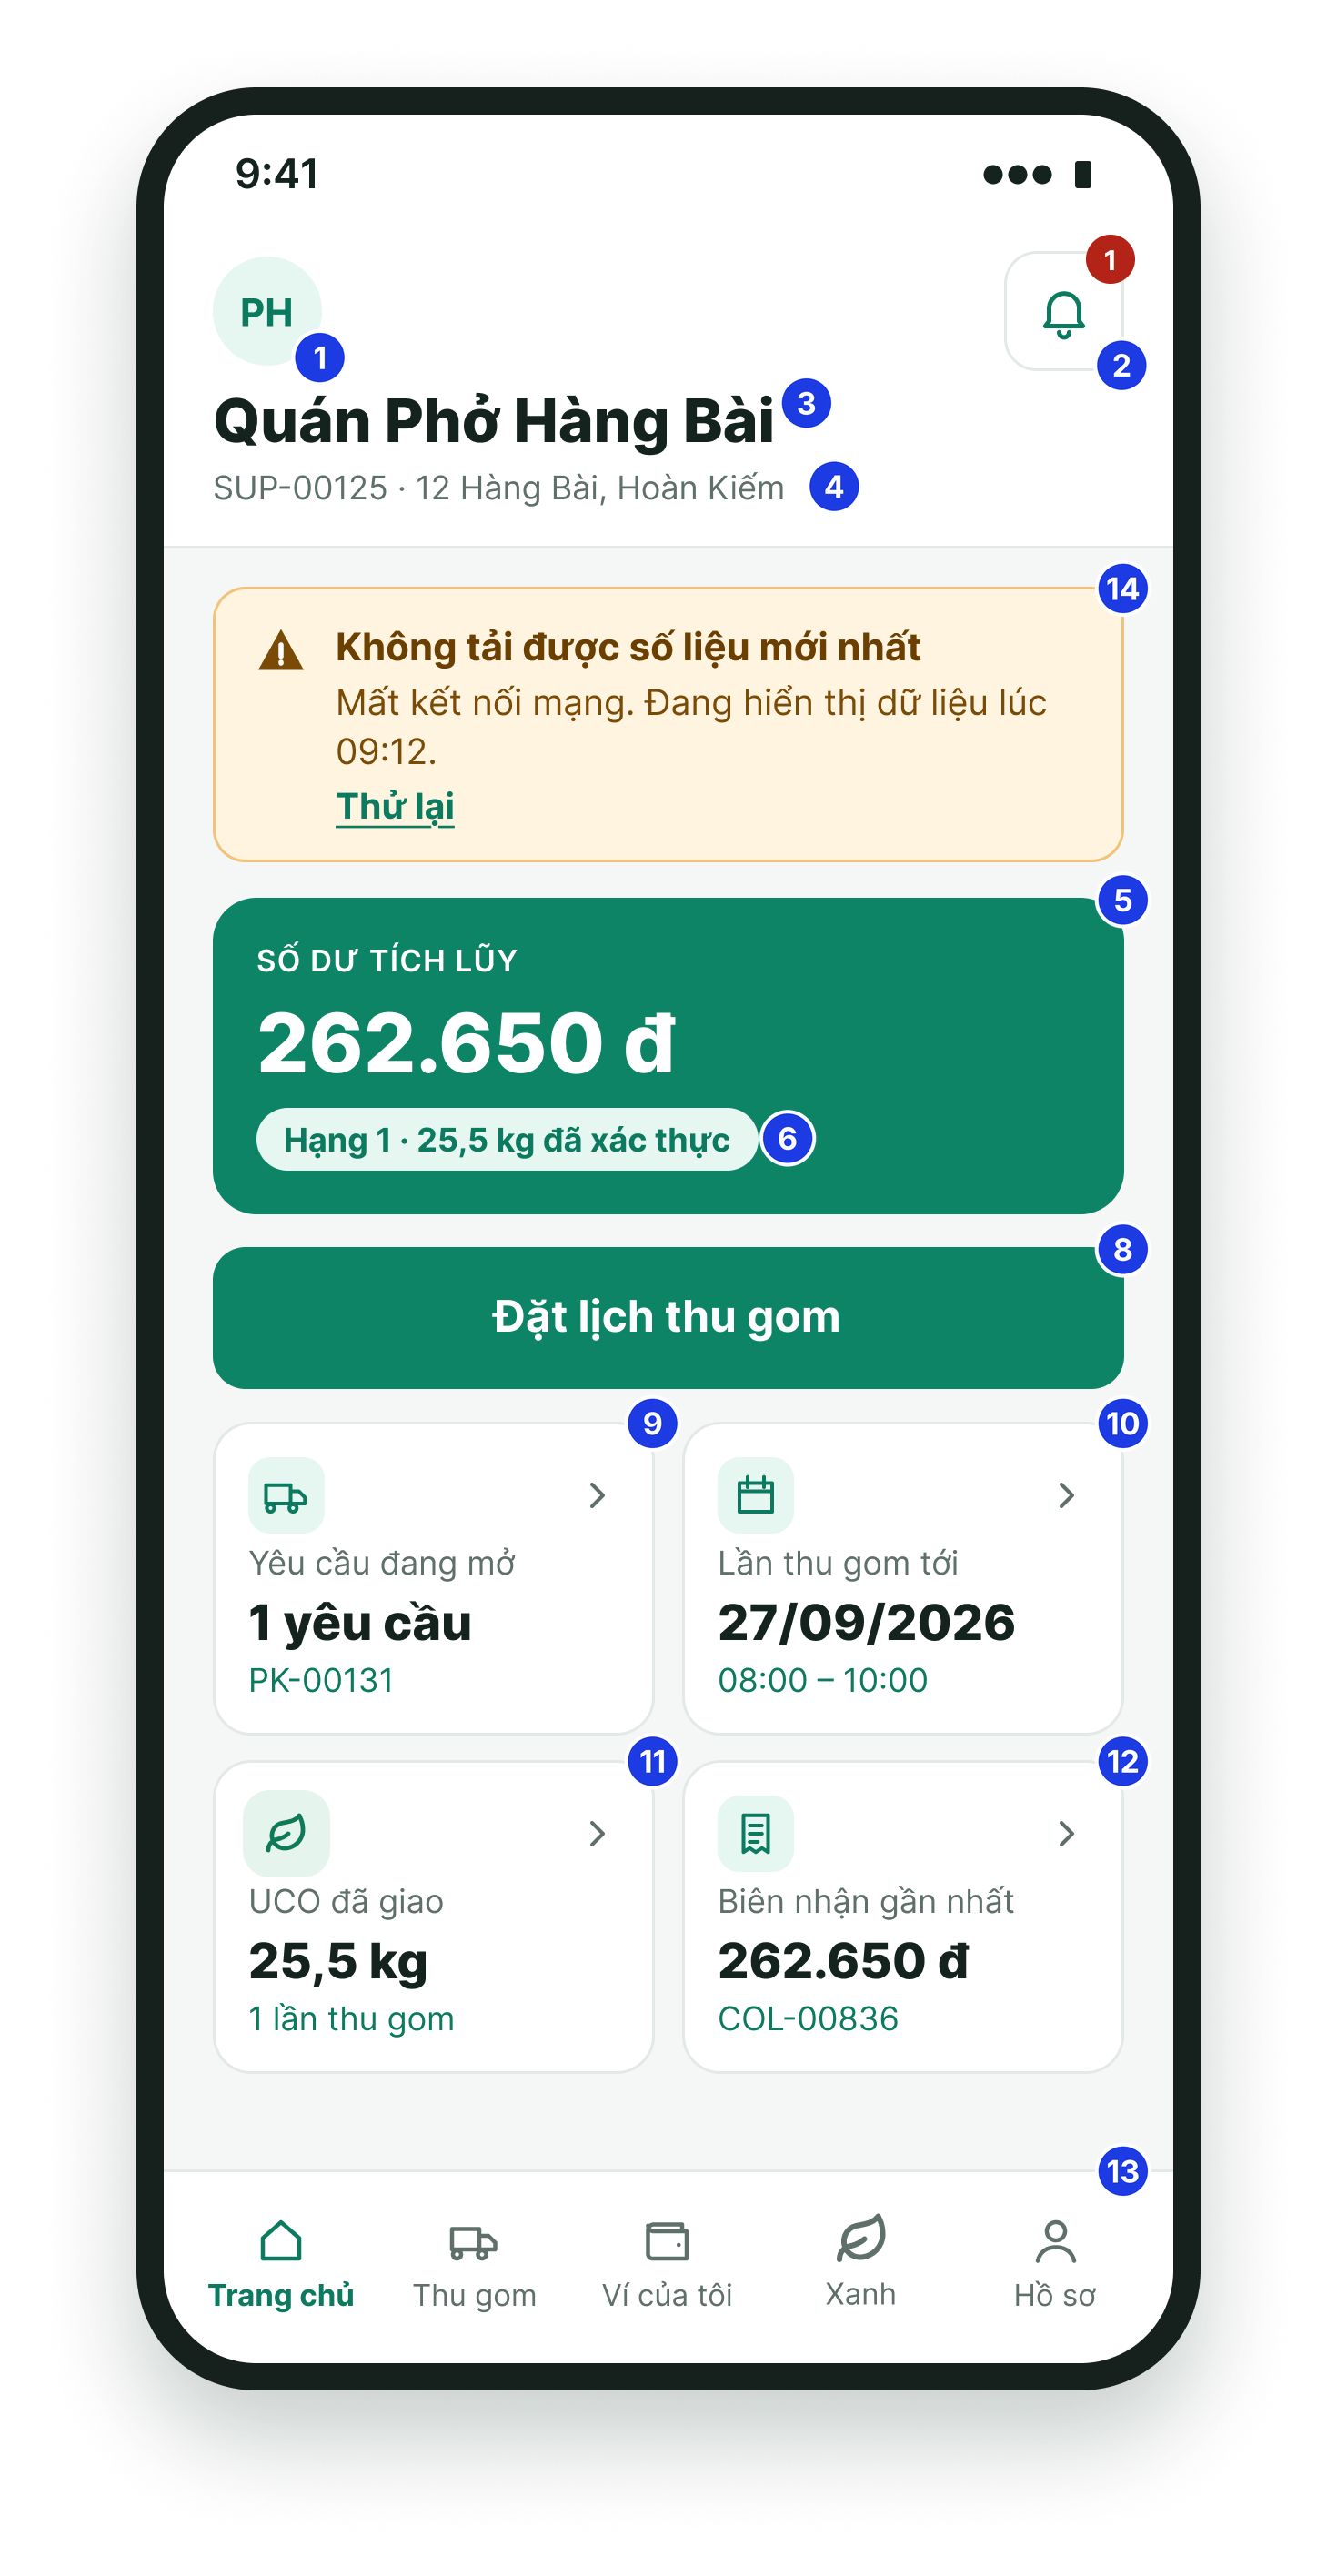 9:41
PH
1
1
2
Quán Phở Hàng Bài
3
SUP-00125 · 12 Hàng Bài, Hoàn Kiếm
4
14
Không tải được số liệu mới nhất
Mất kết nối mạng. Đang hiển thị dữ liệu lúc
09:12.
Thử lại
5
SỐ DƯ TÍCH LŨY
262.650 đ
Hạng 1 · 25,5 kg đã xác thực
6
8
Đặt lịch thu gom
9
Yêu cầu đang mở
1 yêu cầu
PK-00131
10
Lần thu gom tới
27/09/2026
08:00 – 10:00
11
UCO đã giao
25,5 kg
1 lần thu gom
12
Biên nhận gần nhất
262.650 đ
COL-00836
13
Trang chủ
Thu gom
Ví của tôi
Xanh
Hồ sơ